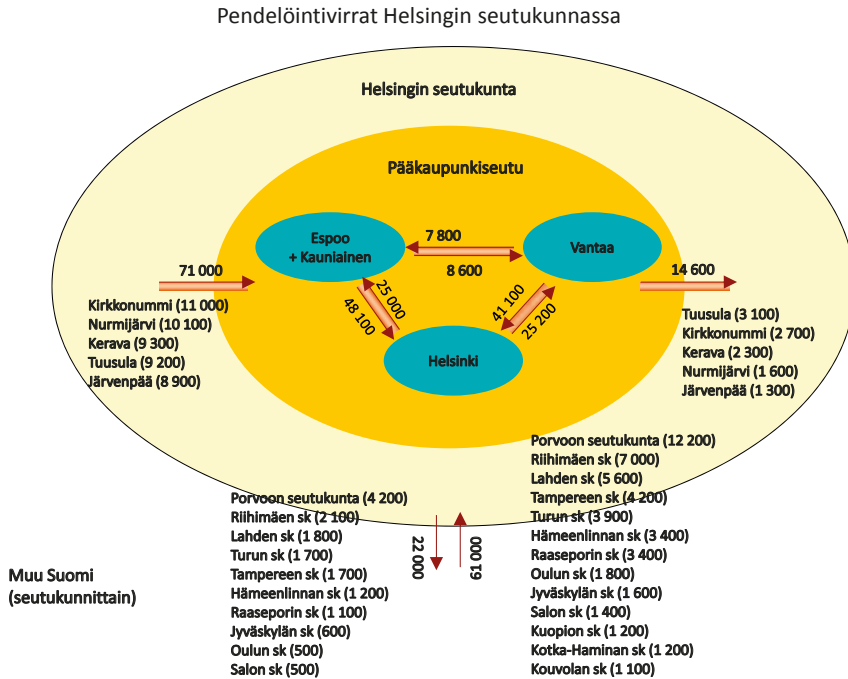 Pendelöintivirrat Helsingin seutukunnassa
Helsingin seutukunta
Pääkaupunkiseutu
Espoo
+ Kauniainen
7 800
8 600
Vantaa
71 000
14 600
25 000
48 100
41 100
25 200
Helsinki
Kirkkonummi (11 000)
Nurmijärvi (10 100)
Kerava (9 300)
Tuusula (9 200)
Järvenpää (8 900)
Tuusula (3 100)
Kirkkonummi (2 700)
Kerava (2 300)
Nurmijärvi (1 600)
Järvenpää (1 300)
Muu Suomi
(seutukunnittain)
Porvoon seutukunta (4 200)
Riihimäen sk (2 100)
Lahden sk (1 800)
Turun sk (1 700)
Tampereen sk (1 700)
Hämeenlinnan sk (1 200)
Raaseporin sk (1 100)
Jyväskylän sk (600)
Oulun sk (500)
Salon sk (500)
22 000
61 000
Porvoon seutukunta (12 200)
Riihimäen sk (7 000)
Lahden sk (5 600)
Tampereen sk (4 200)
Turun sk (3 900)
Hämeenlinnan sk (3 400)
Raaseporin sk (3 400)
Oulun sk (1 800)
Jyväskylän sk (1 600)
Salon sk (1 400)
Kuopion sk (1 200)
Kotka-Haminan sk (1 200)
Kouvolan sk (1 100)